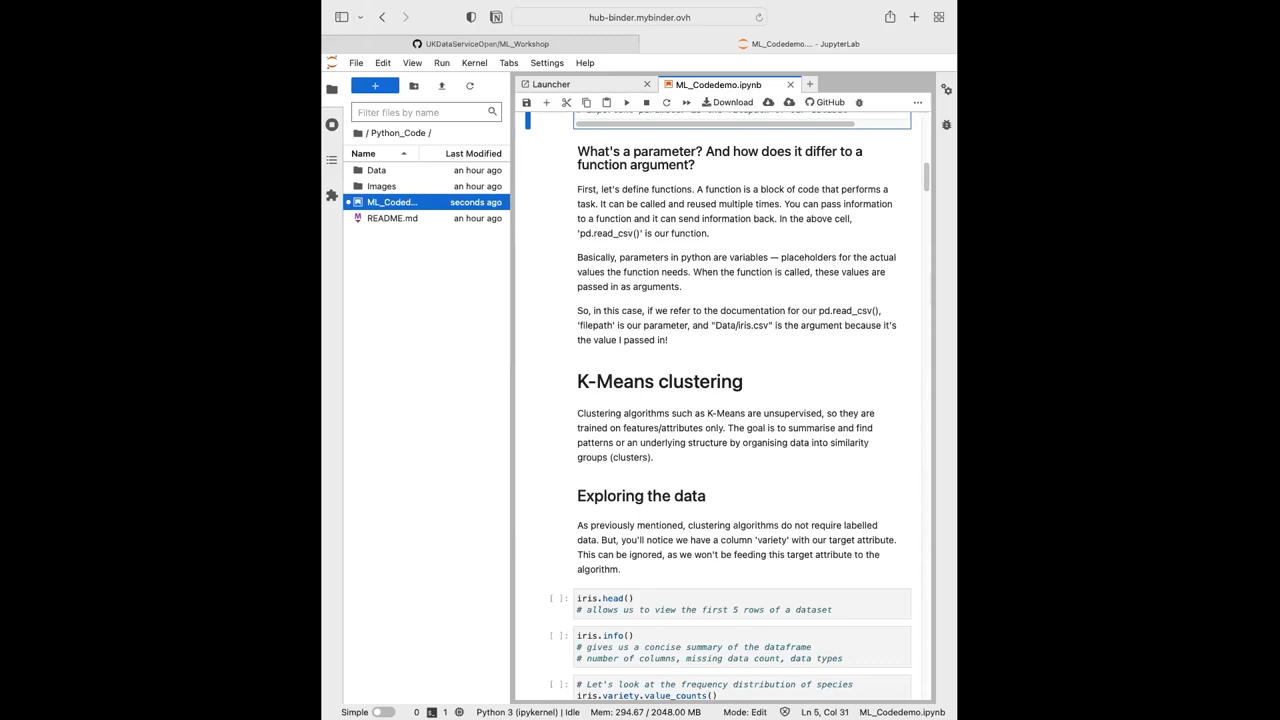 hub-binder.mybinder.ovh
UKDataServiceOpen/ML_Workshop
ML_Codedemo.... - JupyterLab
File Edit View Run Kernel Tabs Settings Help
Launcher
ML_Codedemo.ipynb
Download
GitHub
Filter files by name
/ Python_Code /
Name
Last Modified
Data an hour ago
Images an hour ago
ML_Coded... seconds ago
README.md an hour ago
What's a parameter? And how does it differ to a
function argument?
First, let's define functions. A function is a block of code that performs a
task. It can be called and reused multiple times. You can pass information
to a function and it can send information back. In the above cell,
'pd.read_csv()' is our function.
Basically, parameters in python are variables — placeholders for the actual
values the function needs. When the function is called, these values are
passed in as arguments.
So, in this case, if we refer to the documentation for our pd.read_csv(),
'filepath' is our parameter, and "Data/iris.csv" is the argument because it's
the value I passed in!
K-Means clustering
Clustering algorithms such as K-Means are unsupervised, so they are
trained on features/attributes only. The goal is to summarise and find
patterns or an underlying structure by organising data into similarity
groups (clusters).
Exploring the data
As previously mentioned, clustering algorithms do not require labelled
data. But, you'll notice we have a column 'variety' with our target attribute.
This can be ignored, as we won't be feeding this target attribute to the
algorithm.
[ ]: iris.head()
# allows us to view the first 5 rows of a dataset
[ ]: iris.info()
# gives us a concise summary of the dataframe
# number of columns, missing data count, data types
[ ]: # Let's look at the frequency distribution of species
iris.variety.value_counts()
Simple 0 1 Python 3 (ipykernel) | Idle Mem: 294.67 / 2048.00 MB Mode: Edit Ln 5, Col 31 ML_Codedemo.ipynb